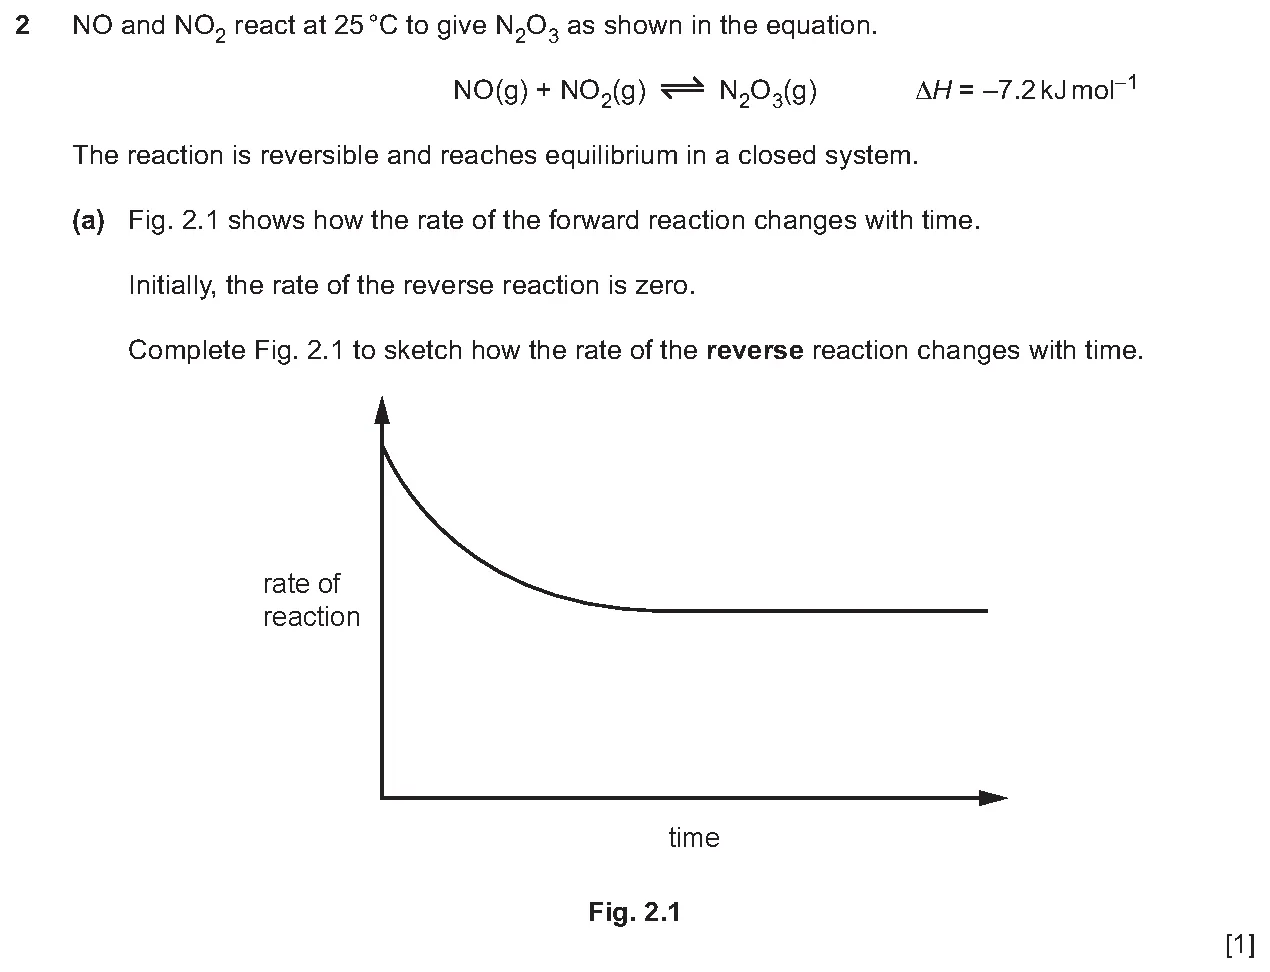 2 NO and NO₂ react at 25 °C to give N₂O₃ as shown in the equation.
NO(g) + NO₂(g) ⇌ N₂O₃(g) ΔH = –7.2 kJ mol⁻¹
The reaction is reversible and reaches equilibrium in a closed system.
(a) Fig. 2.1 shows how the rate of the forward reaction changes with time.
Initially, the rate of the reverse reaction is zero.
Complete Fig. 2.1 to sketch how the rate of the reverse reaction changes with time.
rate of
reaction
time
Fig. 2.1
[1]